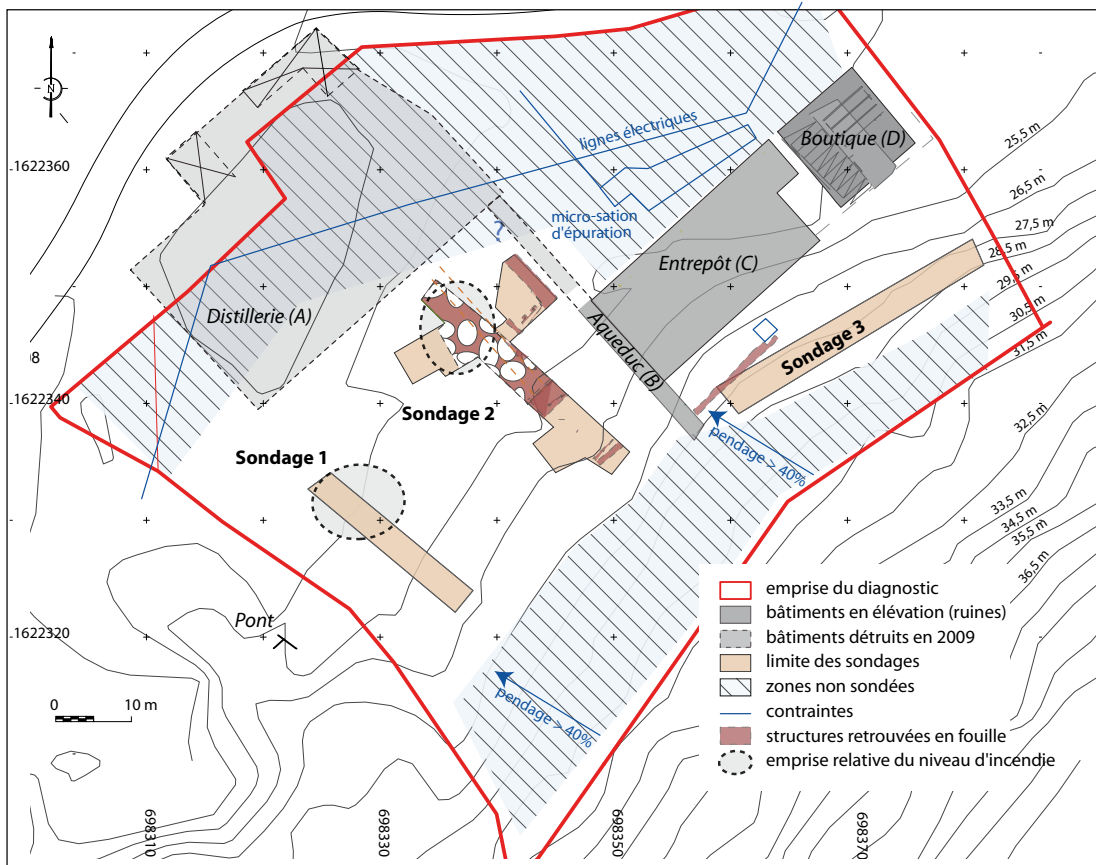 N
lignes électriques
Boutique (D)
1622360
micro-sation
d'épuration
?
Entrepôt (C)
25,5 m
26,5 m
27,5 m
28,5 m
29,5 m
30,5 m
31,5 m
Distillerie (A)
Aqueduc (B)
Sondage 3
08
1622340
Sondage 2
pendage > 40%
32,5 m
Sondage 1
33,5 m
34,5 m
35,5 m
36,5 m
Pont
1622320
0 10 m
pendage > 40%
emprise du diagnostic
bâtiments en élévation (ruines)
bâtiments détruits en 2009
limite des sondages
zones non sondées
contraintes
structures retrouvées en fouille
emprise relative du niveau d'incendie
698310
698330
698350
698370